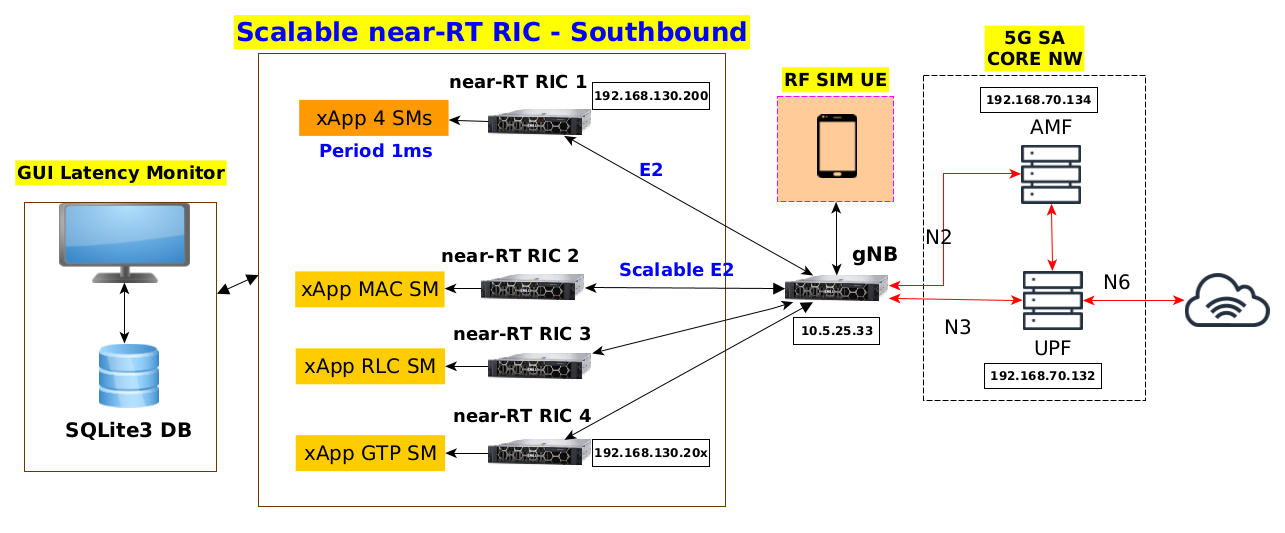 Scalable near-RT RIC - Southbound
5G SA
CORE NW
RF SIM UE
near-RT RIC 1
192.168.130.200
xApp 4 SMs
Period 1ms
E2
192.168.70.134
AMF
GUI Latency Monitor
N2
near-RT RIC 2
Scalable E2
gNB
xApp MAC SM
N6
10.5.25.33
N3
near-RT RIC 3
xApp RLC SM
UPF
192.168.70.132
near-RT RIC 4
SQLite3 DB
xApp GTP SM
192.168.130.20x